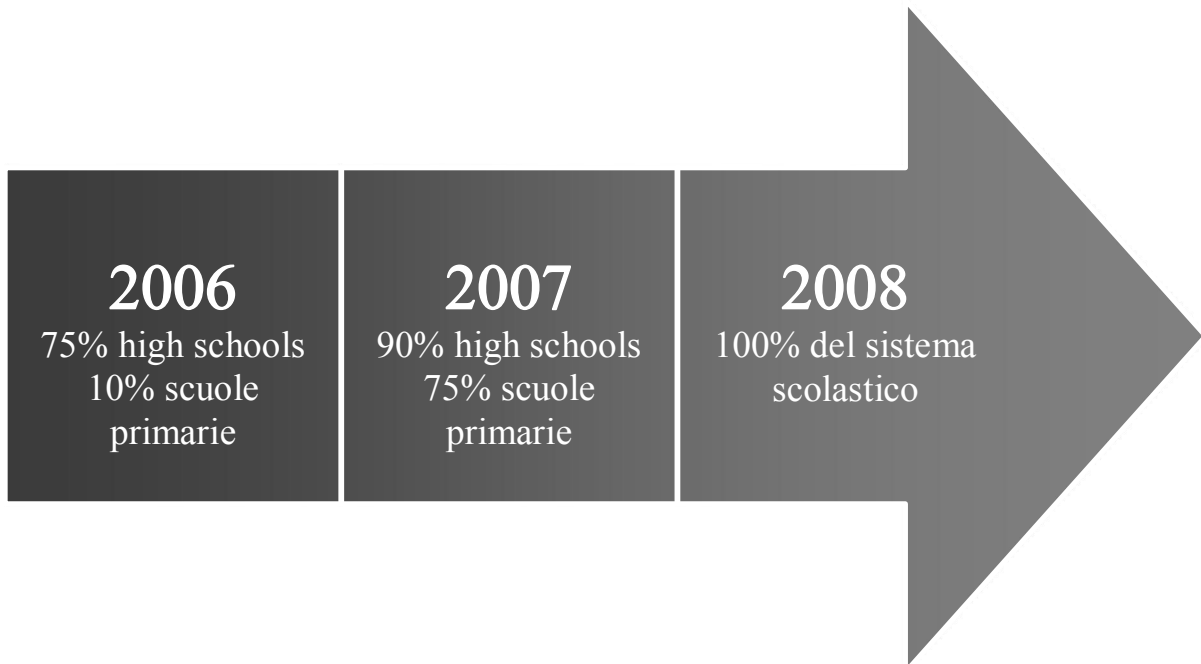 2006
75% high schools
10% scuole
primarie
2007
90% high schools
75% scuole
primarie
2008
100% del sistema
scolastico